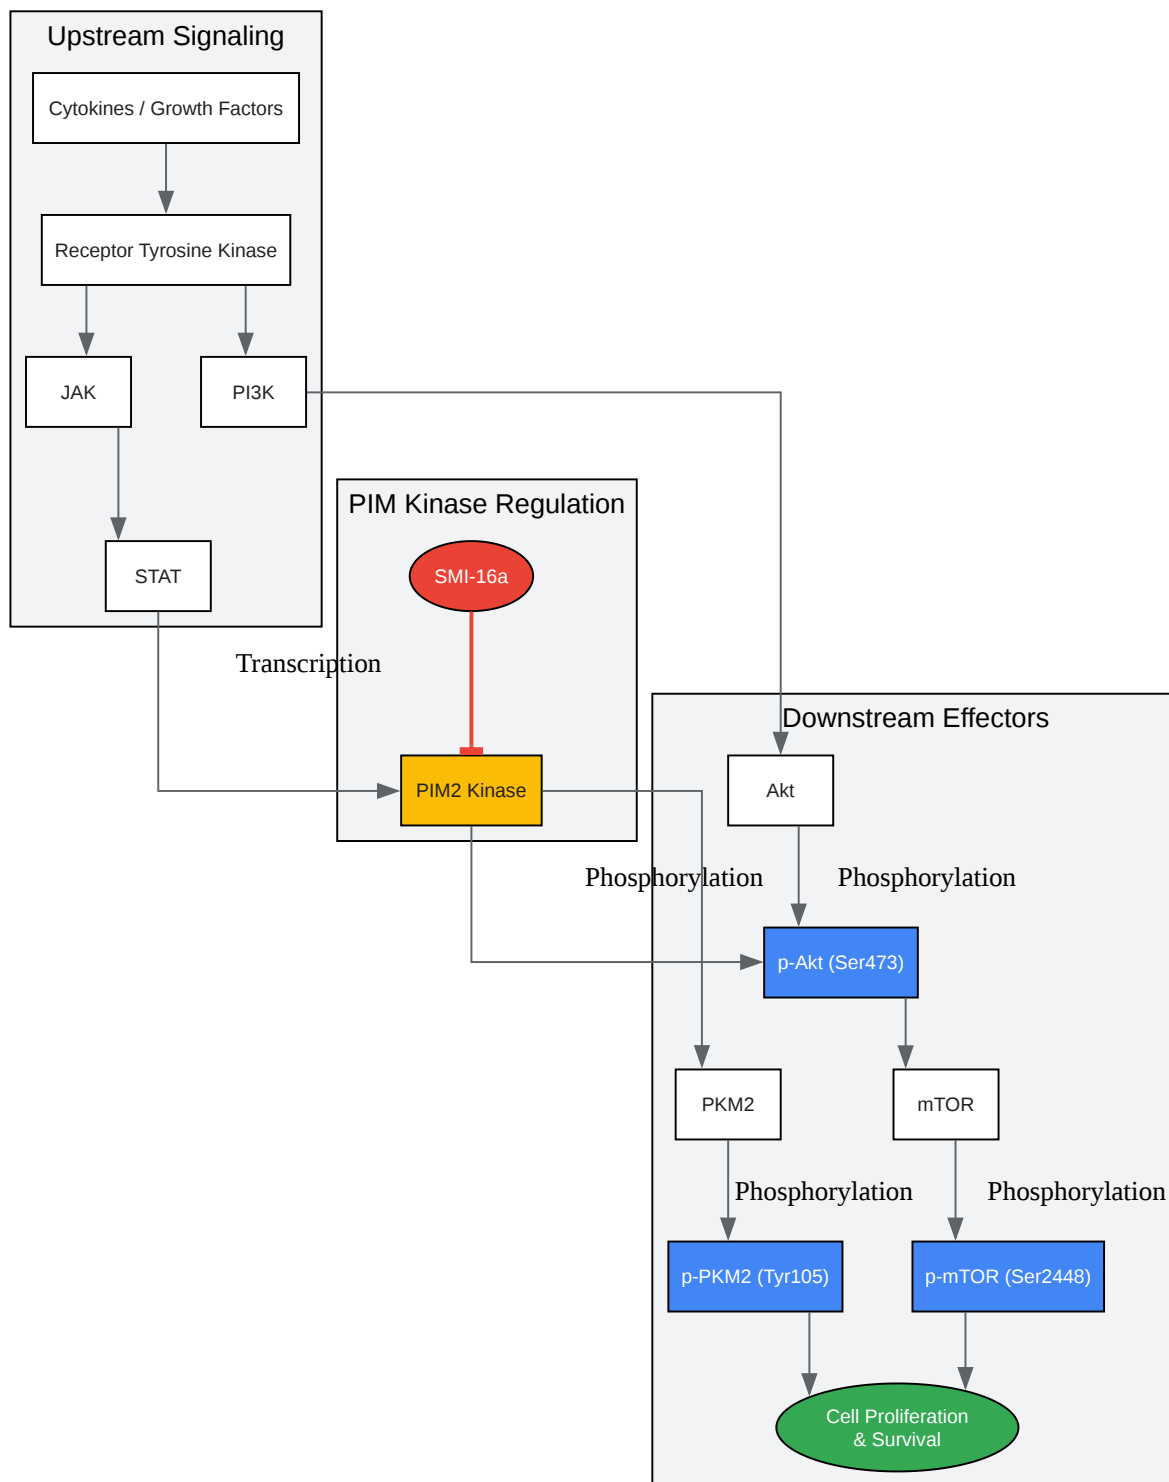 Upstream Signaling
Cytokines / Growth Factors
Receptor Tyrosine Kinase
JAK
PI3K
STAT
PIM Kinase Regulation
SMI-16a
Transcription
PIM2 Kinase
Downstream Effectors
Akt
Phosphorylation
Phosphorylation
p-Akt (Ser473)
PKM2
mTOR
Phosphorylation
Phosphorylation
p-PKM2 (Tyr105)
p-mTOR (Ser2448)
Cell Proliferation
& Survival